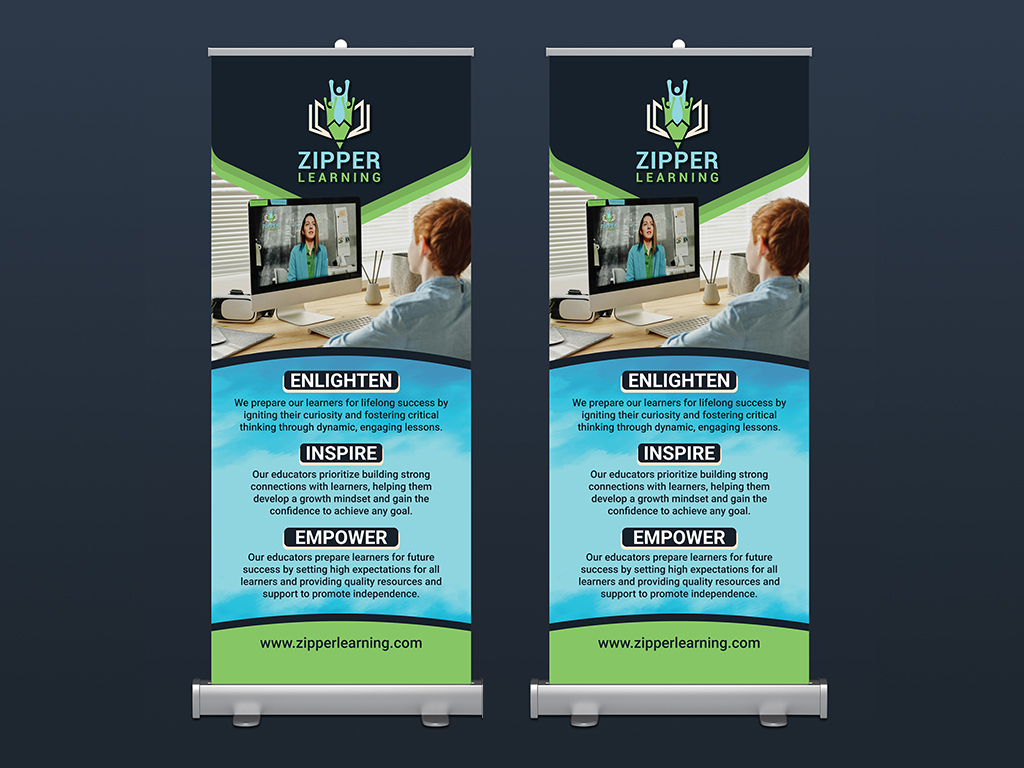 ZIPPER
LEARNING
ENLIGHTEN
We prepare our learners for lifelong success by
igniting their curiosity and fostering critical
thinking through dynamic, engaging lessons.
INSPIRE
Our educators prioritize building strong
connections with learners, helping them
develop a growth mindset and gain the
confidence to achieve any goal.
EMPOWER
Our educators prepare learners for future
success by setting high expectations for all
learners and providing quality resources and
support to promote independence.
www.zipperlearning.com
ZIPPER
LEARNING
ENLIGHTEN
We prepare our learners for lifelong success by
igniting their curiosity and fostering critical
thinking through dynamic, engaging lessons.
INSPIRE
Our educators prioritize building strong
connections with learners, helping them
develop a growth mindset and gain the
confidence to achieve any goal.
EMPOWER
Our educators prepare learners for future
success by setting high expectations for all
learners and providing quality resources and
support to promote independence.
www.zipperlearning.com